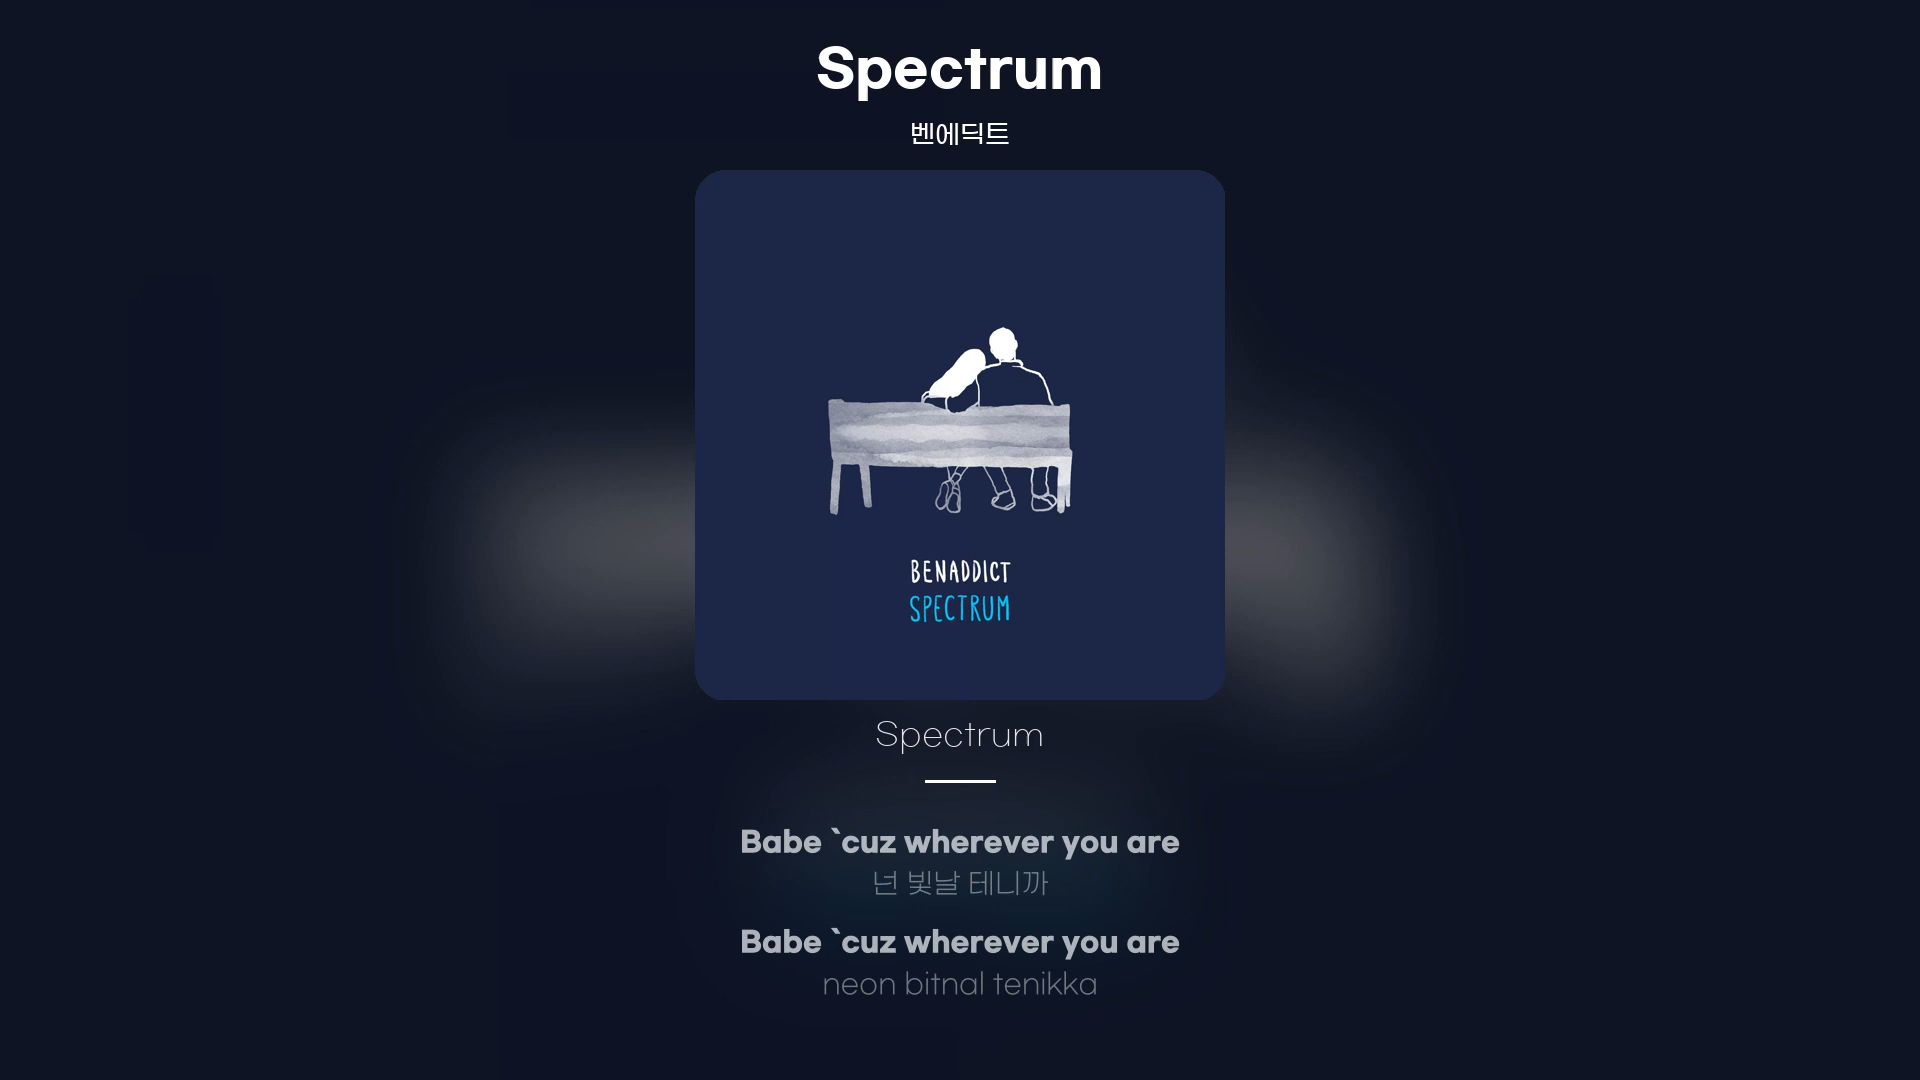 Spectrum
벤에딕트
BENADDICT
SPECTRUM
Spectrum
Babe `cuz wherever you are
넌 빛날 테니까
Babe `cuz wherever you are
neon bitnal tenikka